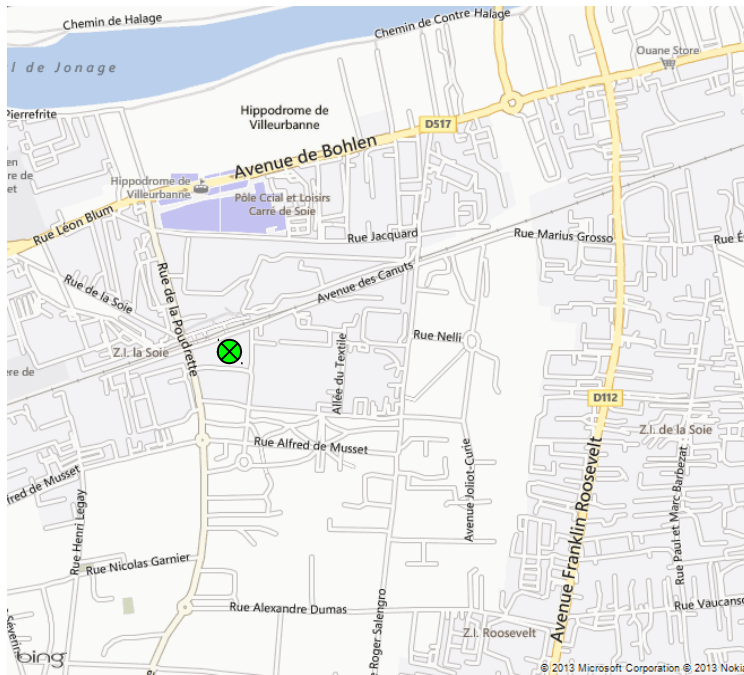 Chemin de Halage
Chemin de Contre Halage
al de Jonage
Ouane Store
Pierrefrite
Hippodrome de
Villeurbanne
D517
Avenue de Bohlen
Hippodrome de
Villeurbanne
Pôle Ccial et Loisirs
Carré de Soie
Rue Léon Blum
Rue Jacquard
Rue Marius Grosso
Rue de la Soie
Rue de la Poudrette
Avenue des Canuts
Rue Nelli
Z.I. la Soie
Allée du Textile
D112
Rue Alfred de Musset
Z.I. de la Soie
fred de Musset
Rue Henri Legay
Avenue Joliot-Curie
Avenue Franklin Roosevelt
Rue Paul et Marc Barbezat
Rue Nicolas Garnier
Rue Alexandre Dumas
Rue Vaucanso
e Roger Salengro
Z.I. Roosevelt
Séverin
bing
© 2013 Microsoft Corporation © 2013 Nokia